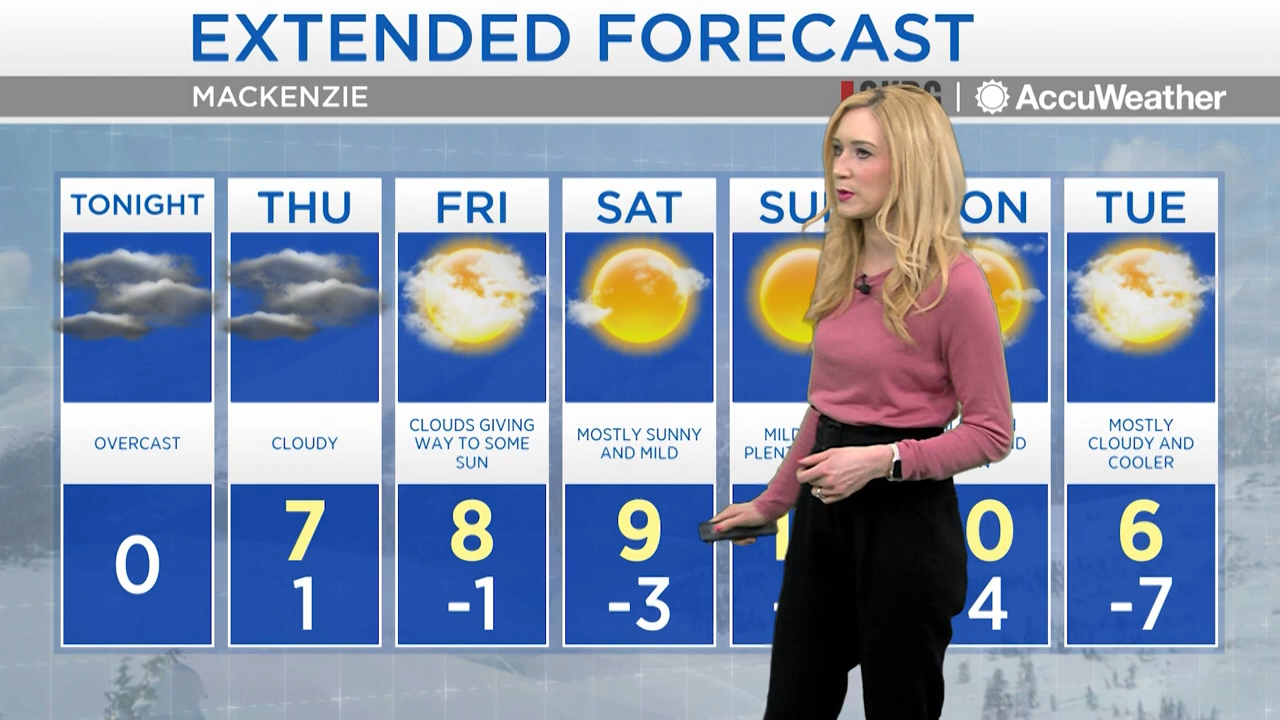 EXTENDED FORECAST
MACKENZIE
AccuWeather
TONIGHT
THU
FRI
SAT
TUE
OVERCAST
CLOUDY
CLOUDS GIVING
WAY TO SOME
SUN
MOSTLY SUNNY
AND MILD
MOSTLY
CLOUDY AND
COOLER
0
7
8
9
6
1
-1
-3
-7